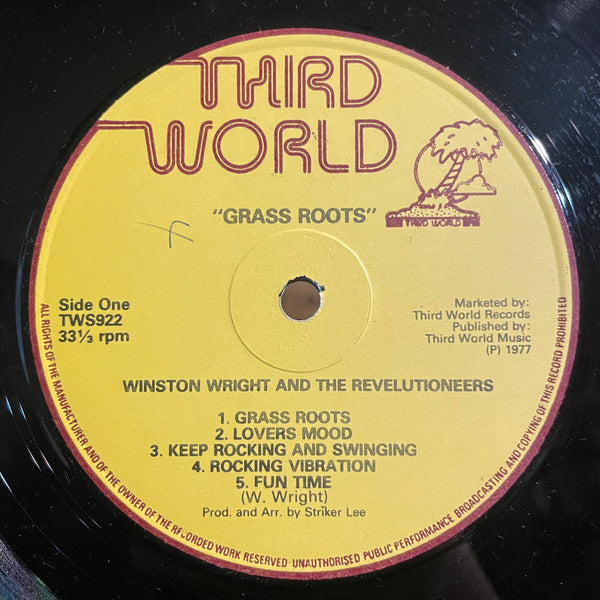 THIRD
WORLD
THIRD WORLD
"GRASS ROOTS"
Side One
TWS922
33⅓ rpm
Marketed by:
Third World Records
Published by:
Third World Music
(P) 1977
WINSTON WRIGHT AND THE REVELUTIONEERS
1. GRASS ROOTS
2. LOVERS MOOD
3. KEEP ROCKING AND SWINGING
4. ROCKING VIBRATION
5. FUN TIME
(W. Wright)
Prod. and Arr. by Striker Lee
ALL RIGHTS OF THE MANUFACTURER AND OF THE OWNER OF THE RECORDED WORK RESERVED · UNAUTHORISED PUBLIC PERFORMANCE BROADCASTING AND COPYING OF THIS RECORD PROHIBITED